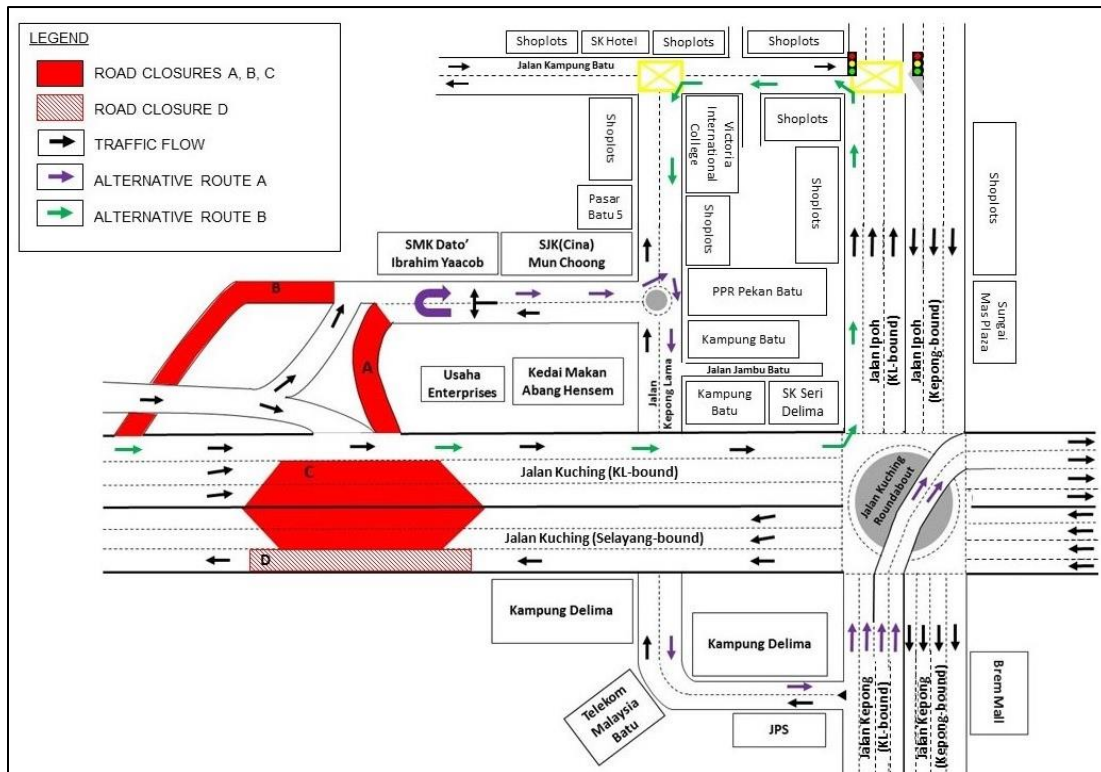 LEGEND
ROAD CLOSURES A, B, C
ROAD CLOSURE D
TRAFFIC FLOW
ALTERNATIVE ROUTE A
ALTERNATIVE ROUTE B
Shoplots
SK Hotel
Shoplots
Shoplots
Jalan Kampung Batu
Shoplots
Victoria
International
College
Shoplots
Shoplots
Shoplots
Pasar
Batu 5
Shoplots
SMK Dato’
Ibrahim Yaacob
SJK(Cina)
Mun Choong
PPR Pekan Batu
Jalan Ipoh
(KL-bound)
Jalan Ipoh
(Kepong-bound)
Sungai
Mas Plaza
B
A
Usaha
Enterprises
Kedai Makan
Abang Hensem
Jalan
Kepong Lama
Kampung Batu
Jalan Jambu Batu
Kampung
Batu
SK Seri
Delima
C
Jalan Kuching (KL-bound)
Jalan Kuching
Roundabout
Jalan Kuching (Selayang-bound)
D
Kampung Delima
Kampung Delima
Telekom
Malaysia
Batu
JPS
Jalan Kepong
(KL-bound)
Jalan Kepong
(Kepong-bound)
Brem Mall